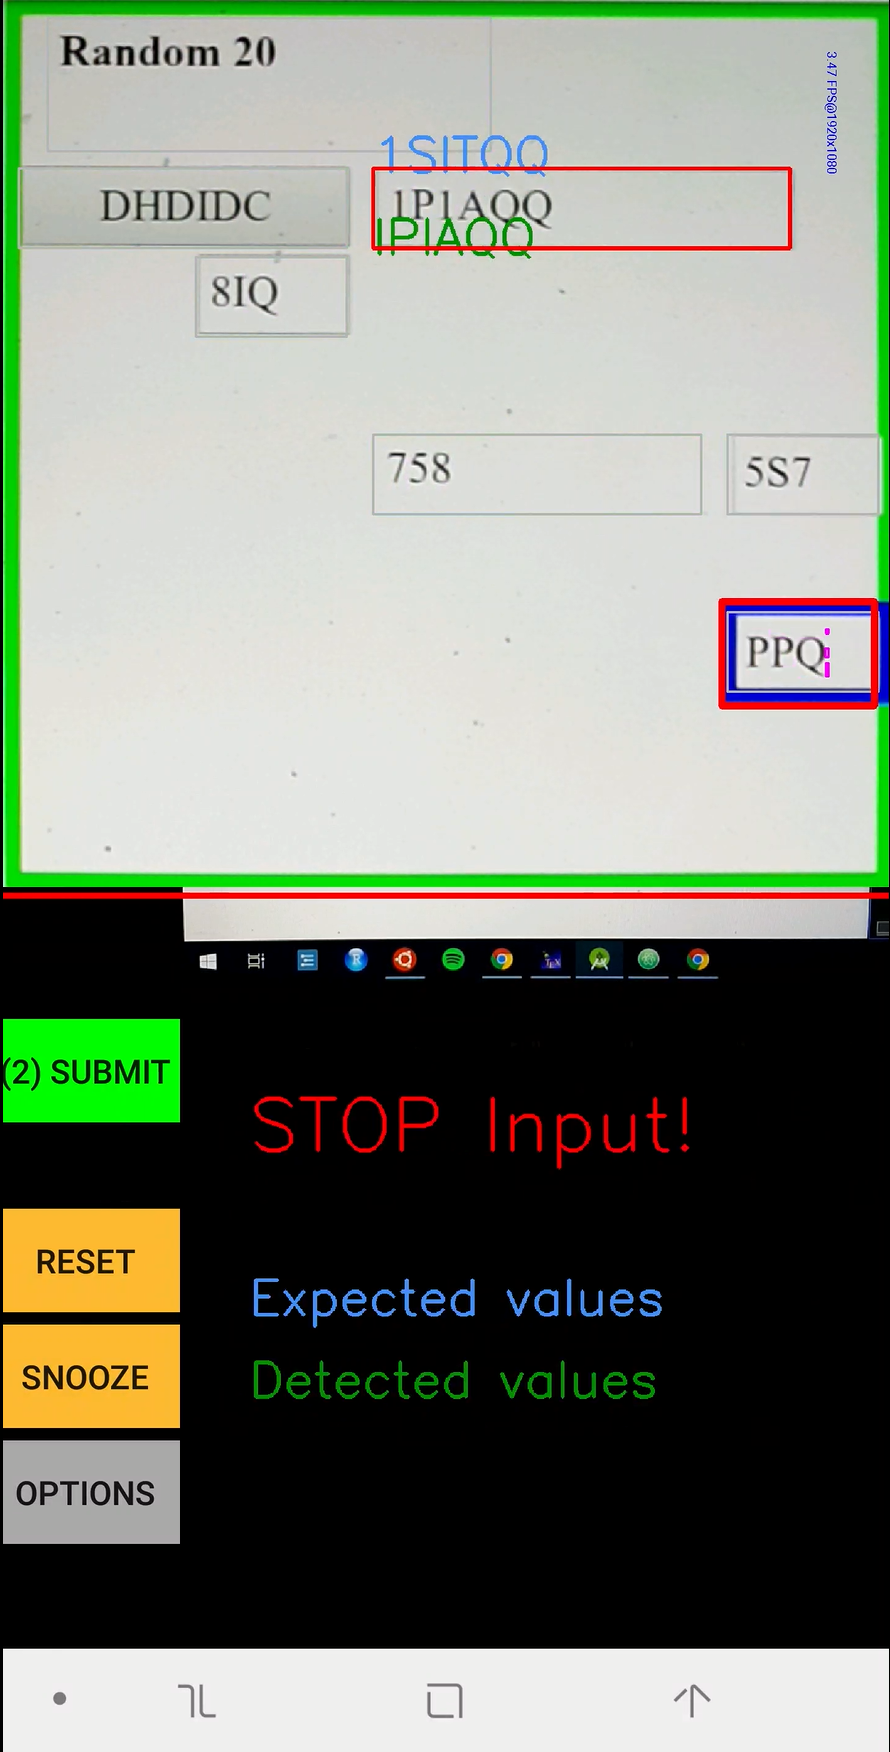 Random 20
3.47 FPS@1920x1080
1SITQQ
DHDIDC
1P1AQQ
IPIAQQ
8IQ
758
5S7
PPQ
(2) SUBMIT
STOP Input!
RESET
Expected values
SNOOZE
Detected values
OPTIONS